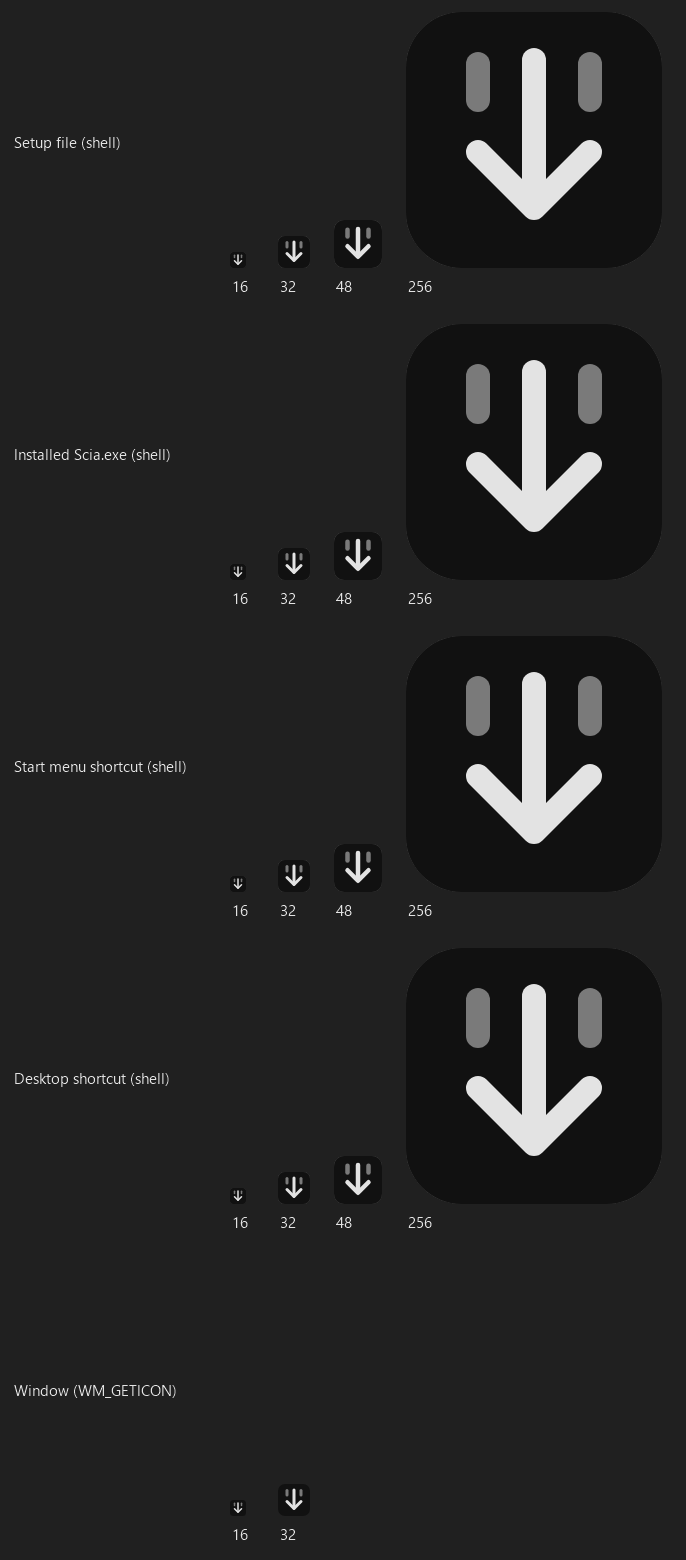 Setup file (shell)
16 32 48 256
Installed Scia.exe (shell)
16 32 48 256
Start menu shortcut (shell)
16 32 48 256
Desktop shortcut (shell)
16 32 48 256
Window (WM_GETICON)
16 32